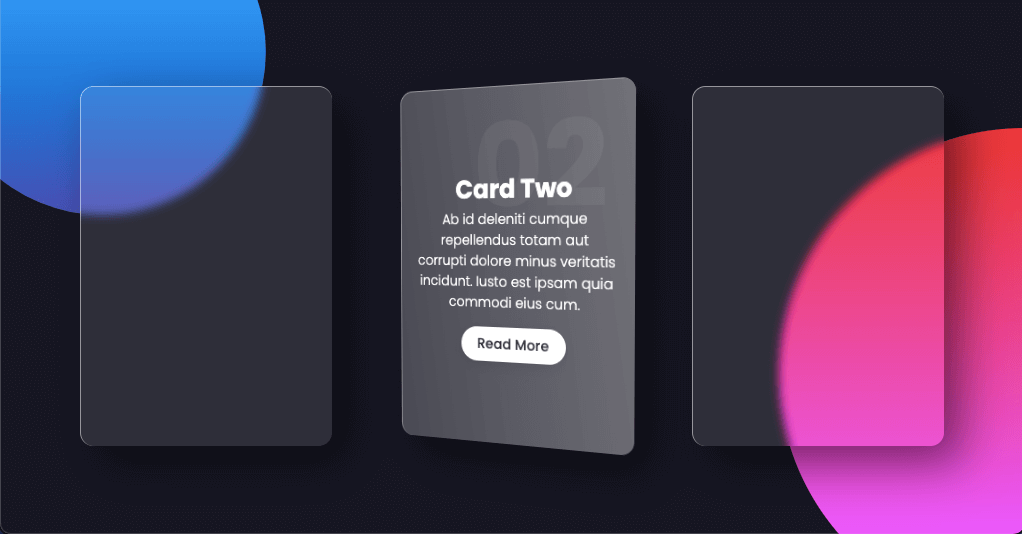 02
Card Two
Ab id deleniti cumque
repellendus totam aut
corrupti dolore minus veritatis
incidunt. Iusto est ipsam quia
commodi eius cum.
Read More